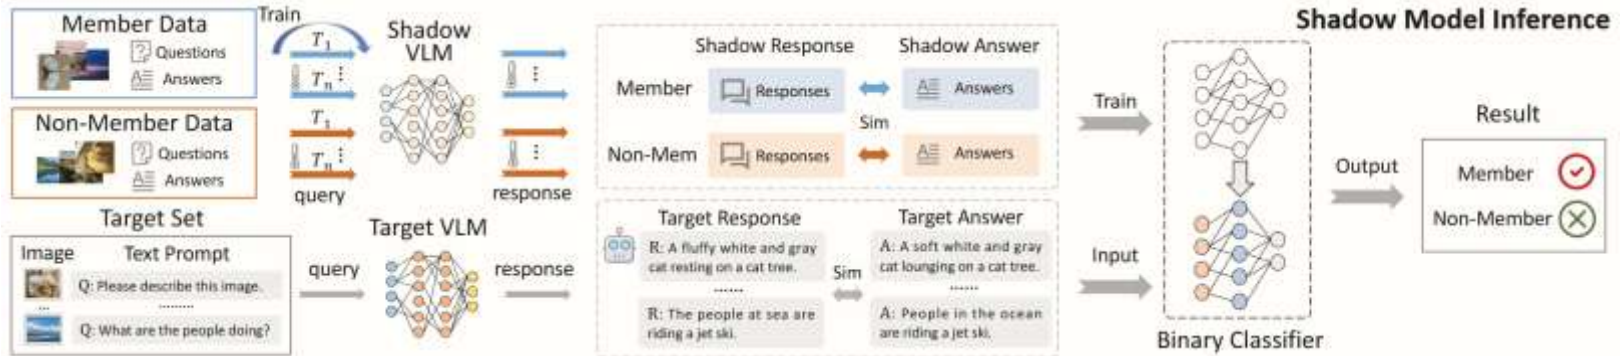 Shadow Model Inference
Member Data
Questions
Answers
Train
T1
Tn
Shadow
VLM
Non-Member Data
Questions
Answers
T1
Tn
query
response
Shadow Response
Shadow Answer
Member
Responses
Answers
Sim
Non-Mem
Responses
Answers
Train
Target Set
Image
Text Prompt
Q: Please describe this image.
........
...
Q: What are the people doing?
query
Target VLM
response
Target Response
R: A fluffy white and gray
cat resting on a cat tree.
......
R: The people at sea are
riding a jet ski.
Sim
Target Answer
A: A soft white and gray
cat lounging on a cat tree.
......
A: People in the ocean
are riding a jet ski.
Input
Binary Classifier
Output
Result
Member
Non-Member